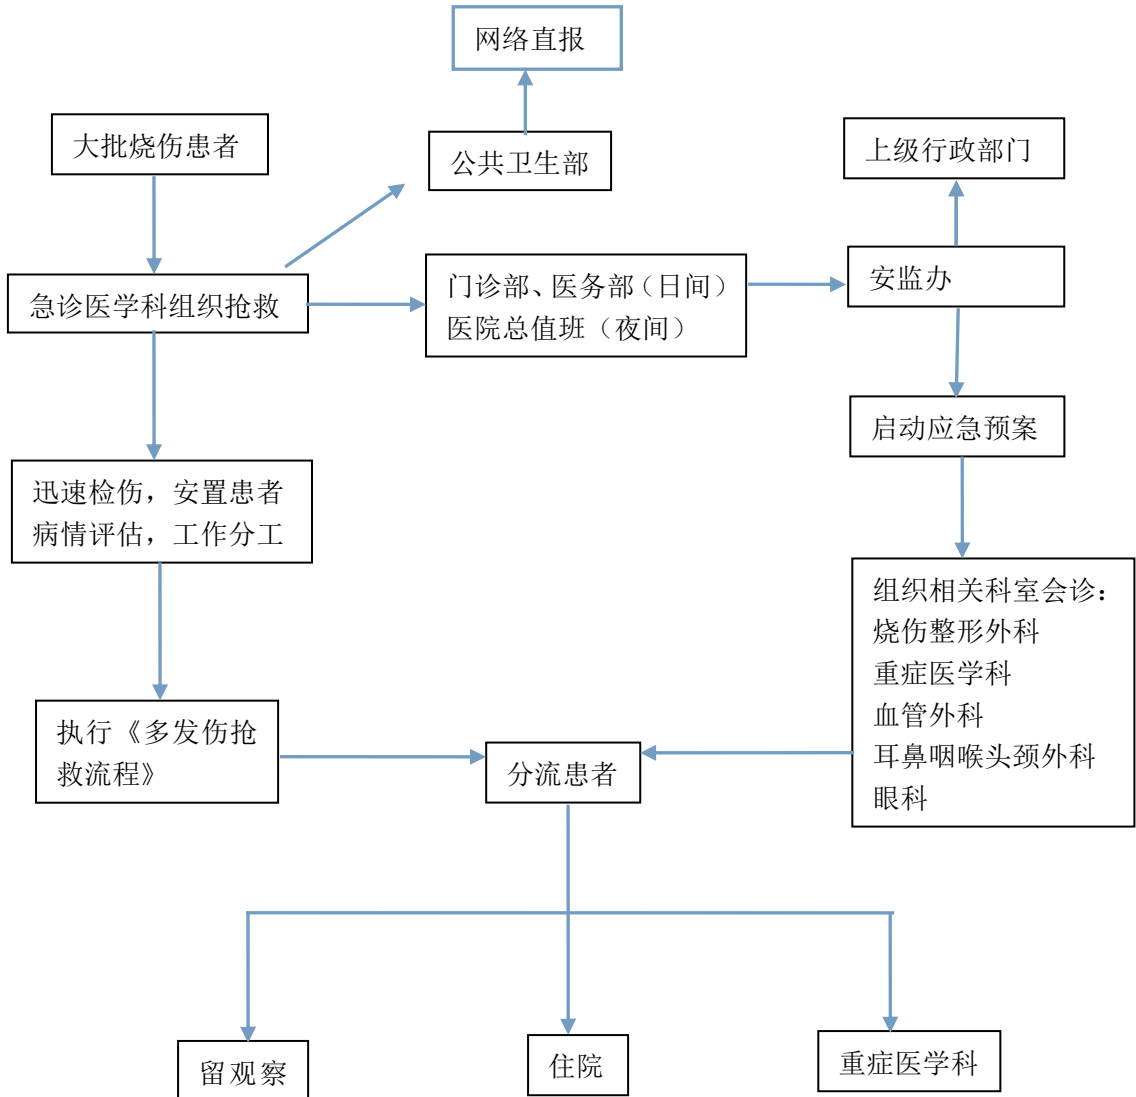 网络直报
大批烧伤患者
公共卫生部
上级行政部门
急诊医学科组织抢救
门诊部、医务部（日间）
医院总值班（夜间）
安监办
启动应急预案
迅速检伤，安置患者
病情评估，工作分工
组织相关科室会诊：
烧伤整形外科
重症医学科
血管外科
耳鼻咽喉头颈外科
眼科
执行《多发伤抢
救流程》
分流患者
留观察
住院
重症医学科